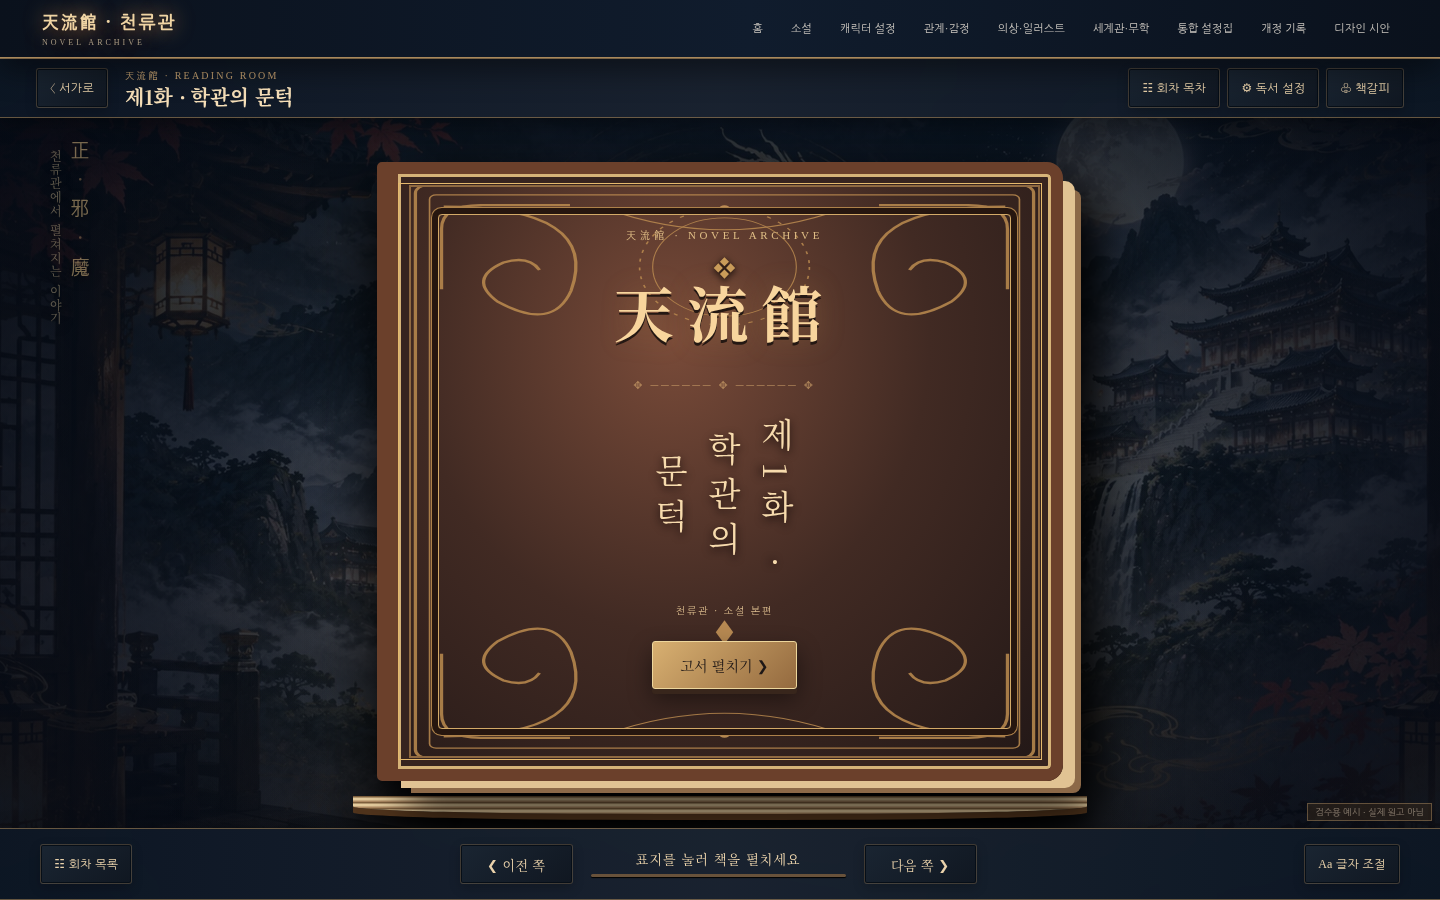 天流館 · 천류관
NOVEL ARCHIVE
홈 소설 캐릭터 설정 관계·감정 의상·일러스트 세계관·무학 통합 설정집 개정 기록 디자인 시안
〈 서가로
天流館 · READING ROOM
제1화 · 학관의 문턱
☷ 회차 목차
⚙ 독서 설정
♧ 책갈피
正 · 邪 · 魔
천류관에서 펼쳐지는 이야기
天流館 · NOVEL ARCHIVE
天流館
제1화 ·
학관의
문턱
천류관 · 소설 본편
고서 펼치기 ❯
검수용 예시 · 실제 원고 아님
☷ 회차 목록
❮ 이전 쪽
표지를 눌러 책을 펼치세요
다음 쪽 ❯
Aa 글자 조절